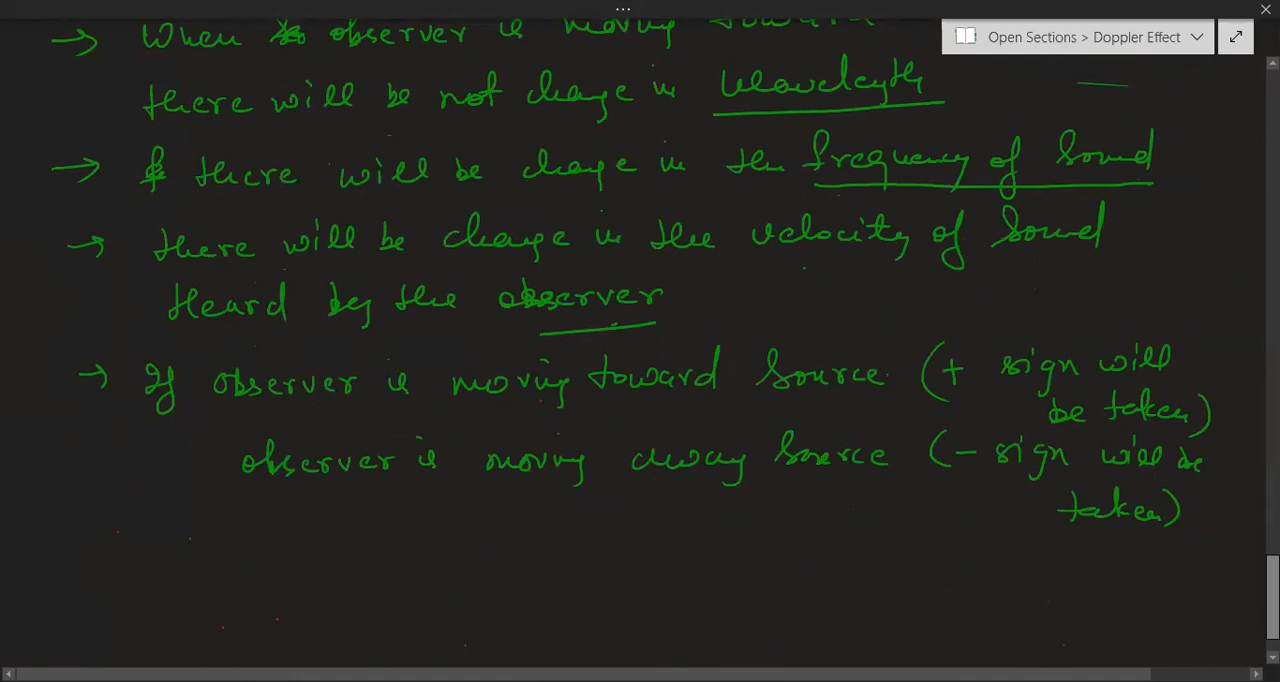 ...
Open Sections > Doppler Effect
→ When observer is moving toward
there will be not change in Wavelength
→ there will be change in the frequency of Sound
→ there will be change in the velocity of Sound
Heard by the observer
→ If observer is moving toward Source (+ sign will
be taken)
observer is moving away Source (- sign will be
taken)